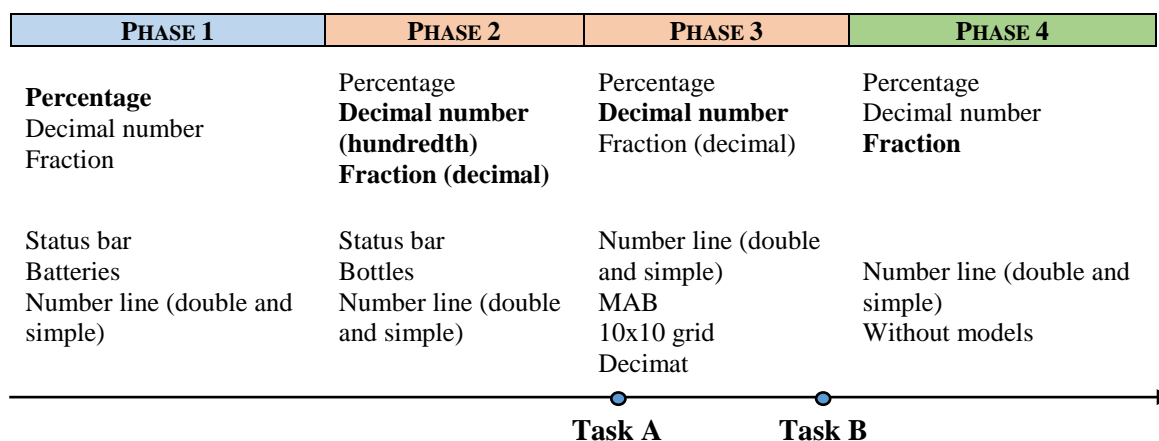 PHASE 1
PHASE 2
PHASE 3
PHASE 4
Percentage
Decimal number
Fraction
Percentage
Decimal number
(hundredth)
Fraction (decimal)
Percentage
Decimal number
Fraction (decimal)
Percentage
Decimal number
Fraction
Status bar
Batteries
Number line (double and
simple)
Status bar
Bottles
Number line (double
and simple)
Number line (double
and simple)
MAB
10x10 grid
Decimat
Number line (double and
simple)
Without models
Task A
Task B